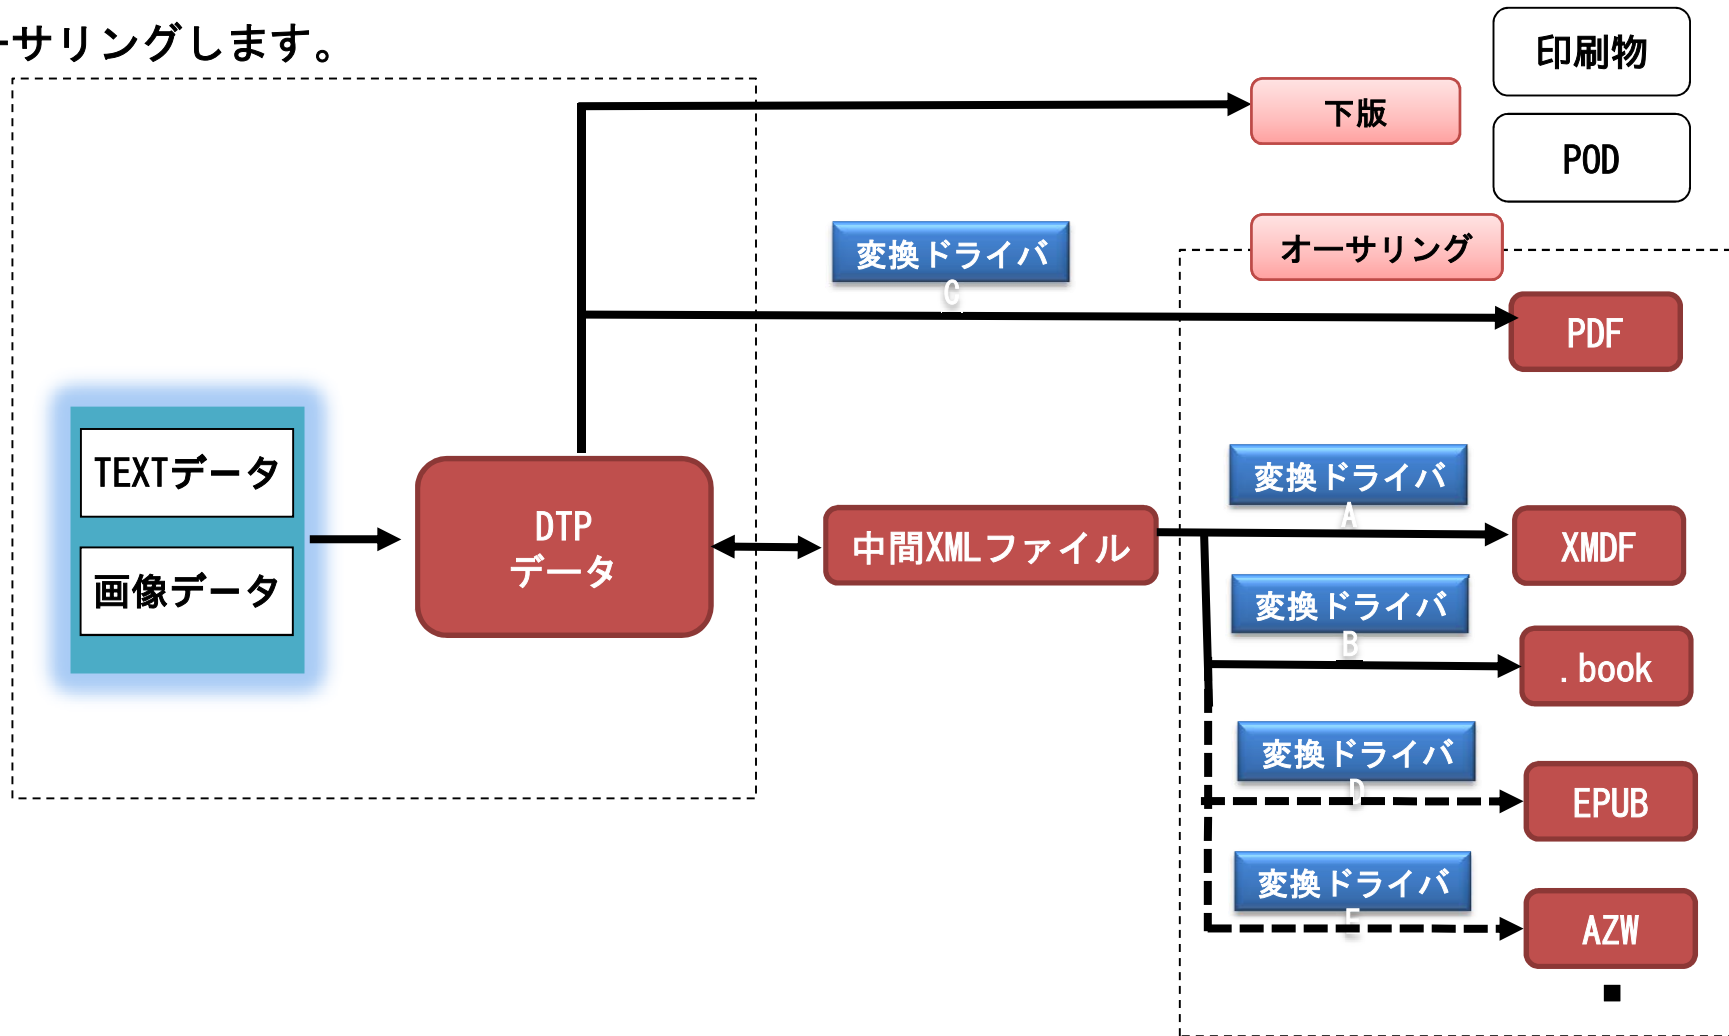 ーサリングします。
印刷物
下版
POD
変換ドライバ
C
オーサリング
PDF
TEXTデータ
画像データ
DTP
データ
中間XMLファイル
変換ドライバ
A
XMDF
変換ドライバ
B
.book
変換ドライバ
D
EPUB
変換ドライバ
E
AZW